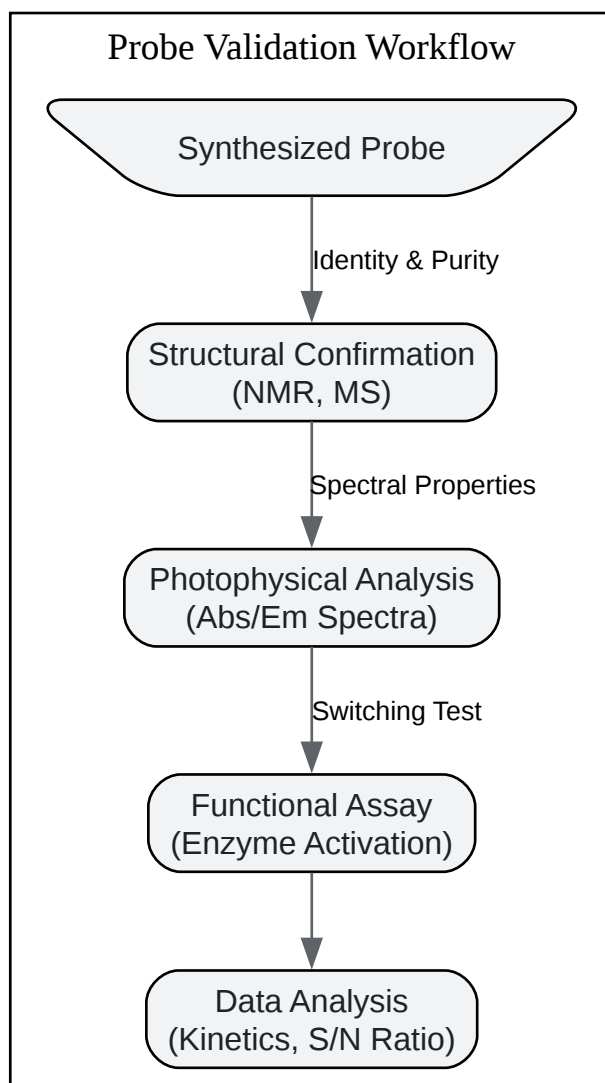 Probe Validation Workflow
Synthesized Probe
Identity & Purity
Structural Confirmation
(NMR, MS)
Spectral Properties
Photophysical Analysis
(Abs/Em Spectra)
Switching Test
Functional Assay
(Enzyme Activation)
Data Analysis
(Kinetics, S/N Ratio)